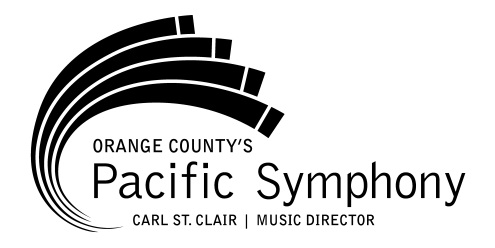 ORANGE COUNTY'S
Pacific Symphony
CARL ST. CLAIR | MUSIC DIRECTOR